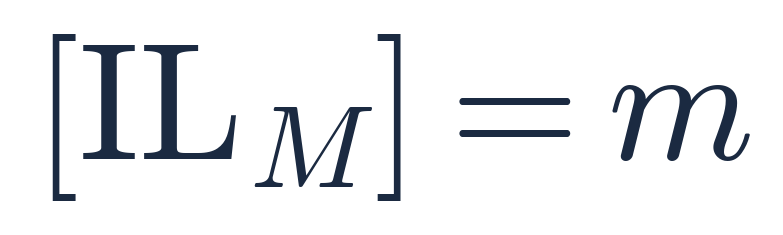 [IL_M] = m